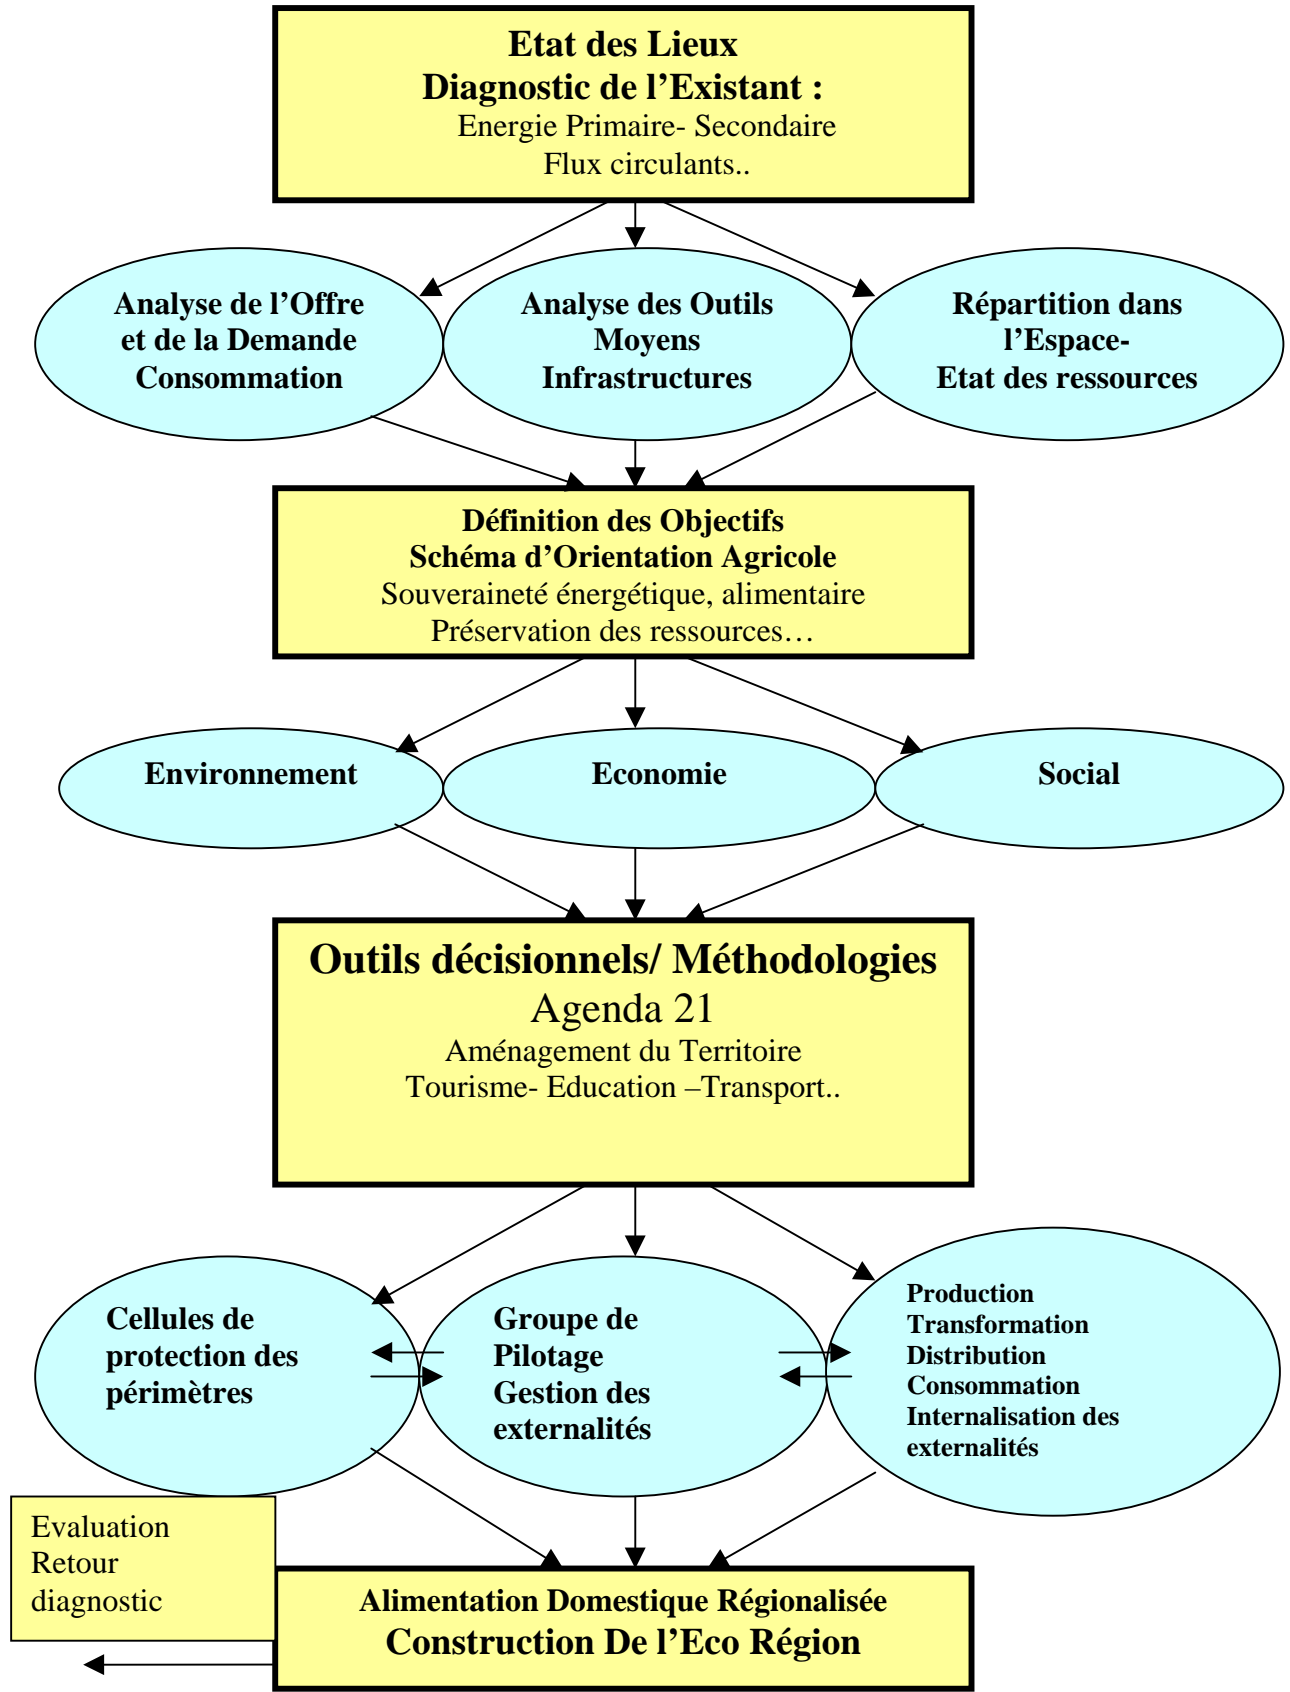 Etat des Lieux
Diagnostic de l’Existant :
Energie Primaire- Secondaire
Flux circulants..
Analyse de l’Offre
et de la Demande
Consommation
Analyse des Outils
Moyens
Infrastructures
Répartition dans
l’Espace-
Etat des ressources
Définition des Objectifs
Schéma d’Orientation Agricole
Souveraineté énergétique, alimentaire
Préservation des ressources…
Environnement
Economie
Social
Outils décisionnels/ Méthodologies
Agenda 21
Aménagement du Territoire
Tourisme- Education –Transport..
Cellules de
protection des
périmètres
Groupe de
Pilotage
Gestion des
externalités
Production
Transformation
Distribution
Consommation
Internalisation des
externalités
Evaluation
Retour
diagnostic
Alimentation Domestique Régionalisée
Construction De l’Eco Région